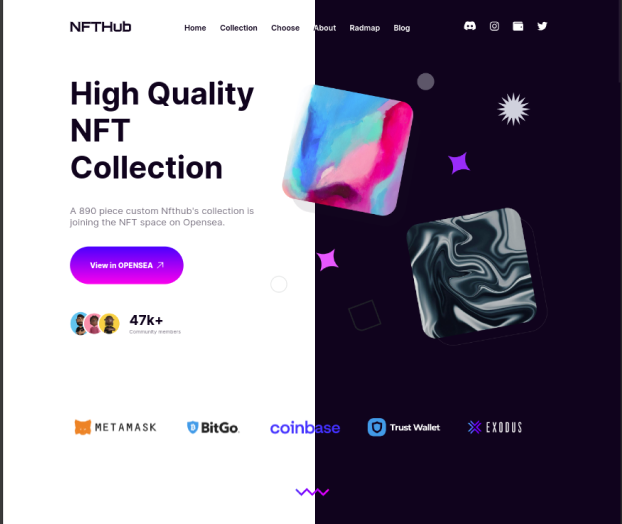 NFTHub
Home Collection Choose About Radmap Blog
High Quality
NFT
Collection
A 890 piece custom Nfthub's collection is
joining the NFT space on Opensea.
View in OPENSEA
47k+
Community members
METAMASK BitGo coinbase Trust Wallet EXODUS